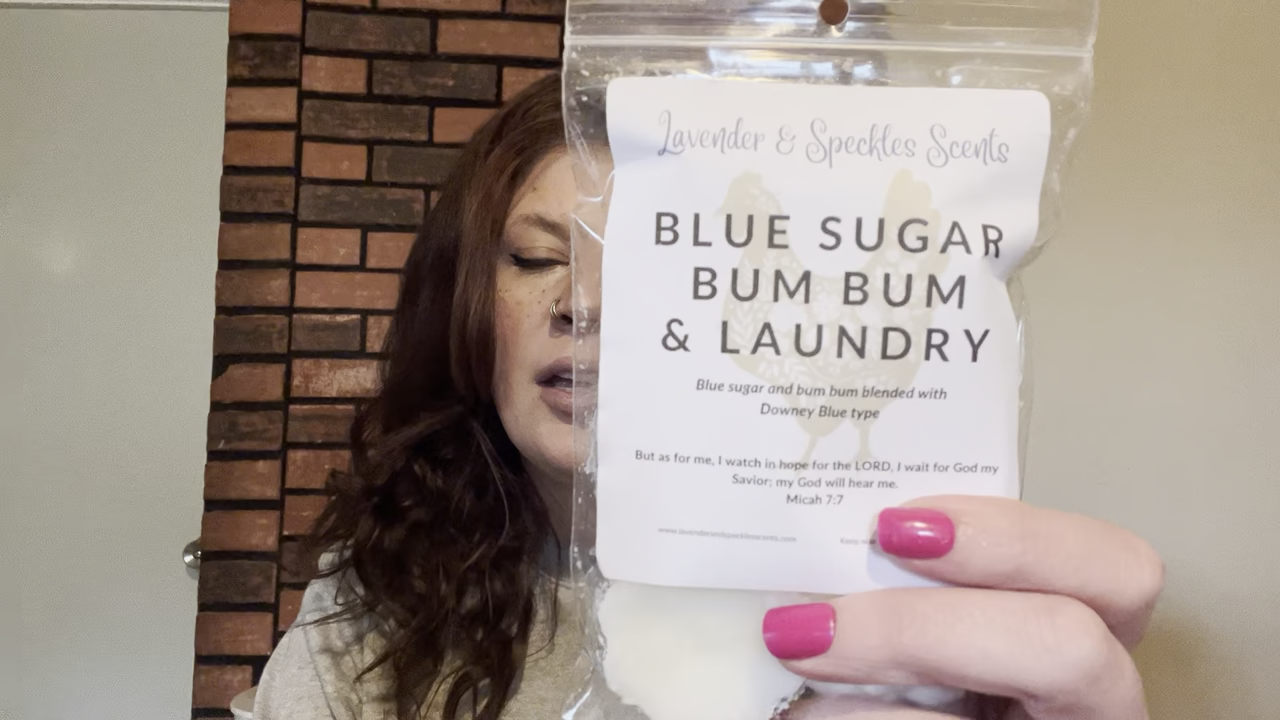 Lavender & Speckles Scents
BLUE SUGAR
BUM BUM
& LAUNDRY
Blue sugar and bum bum blended with
Downey Blue type
But as for me, I watch in hope for the LORD, I wait for God my
Savior; my God will hear me.
Micah 7:7